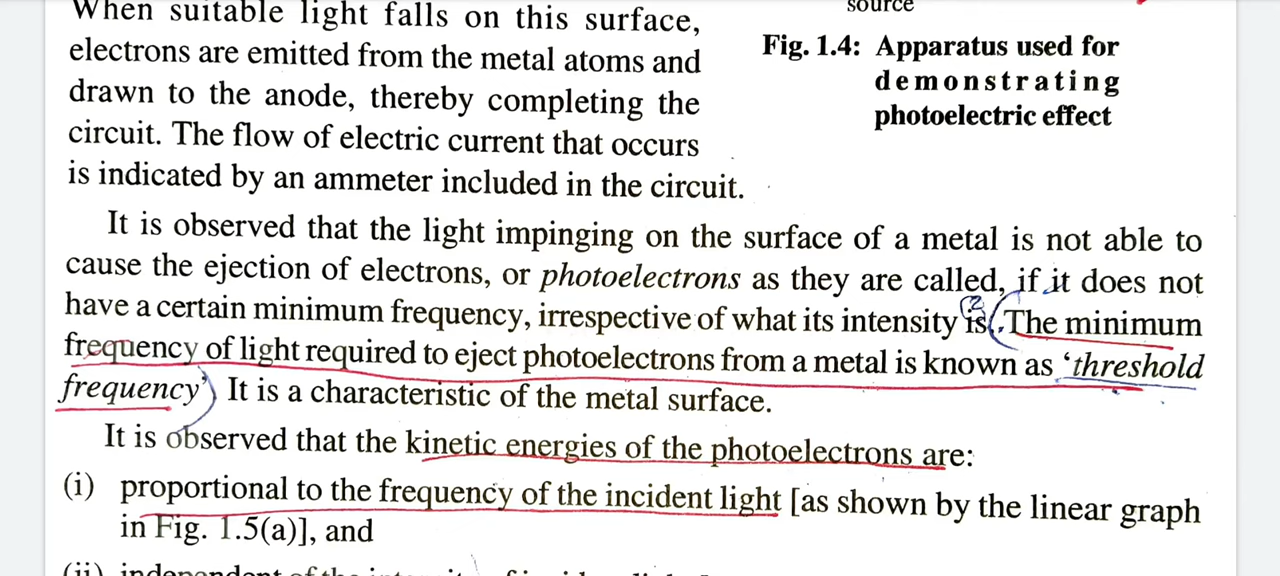 When suitable light falls on this surface,
electrons are emitted from the metal atoms and
drawn to the anode, thereby completing the
circuit. The flow of electric current that occurs
is indicated by an ammeter included in the circuit.
source
Fig. 1.4: Apparatus used for
demonstrating
photoelectric effect
It is observed that the light impinging on the surface of a metal is not able to
cause the ejection of electrons, or photoelectrons as they are called, if it does not
have a certain minimum frequency, irrespective of what its intensity is. The minimum
frequency of light required to eject photoelectrons from a metal is known as ‘threshold
frequency’ It is a characteristic of the metal surface.
It is observed that the kinetic energies of the photoelectrons are:
(i) proportional to the frequency of the incident light [as shown by the linear graph
in Fig. 1.5(a)], and
(ii) independent of the